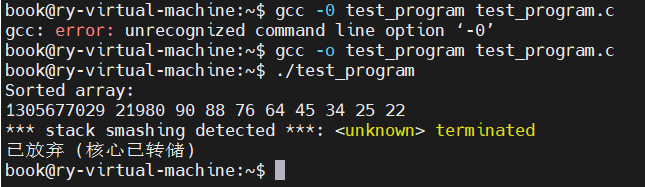 book@ry-virtual-machine:~$ gcc -0 test_program test_program.c
gcc: error: unrecognized command line option ‘-0’
book@ry-virtual-machine:~$ gcc -o test_program test_program.c
book@ry-virtual-machine:~$ ./test_program
Sorted array:
1305677029 21980 90 88 76 64 45 34 25 22
*** stack smashing detected ***: <unknown> terminated
已放弃 (核心已转储)
book@ry-virtual-machine:~$